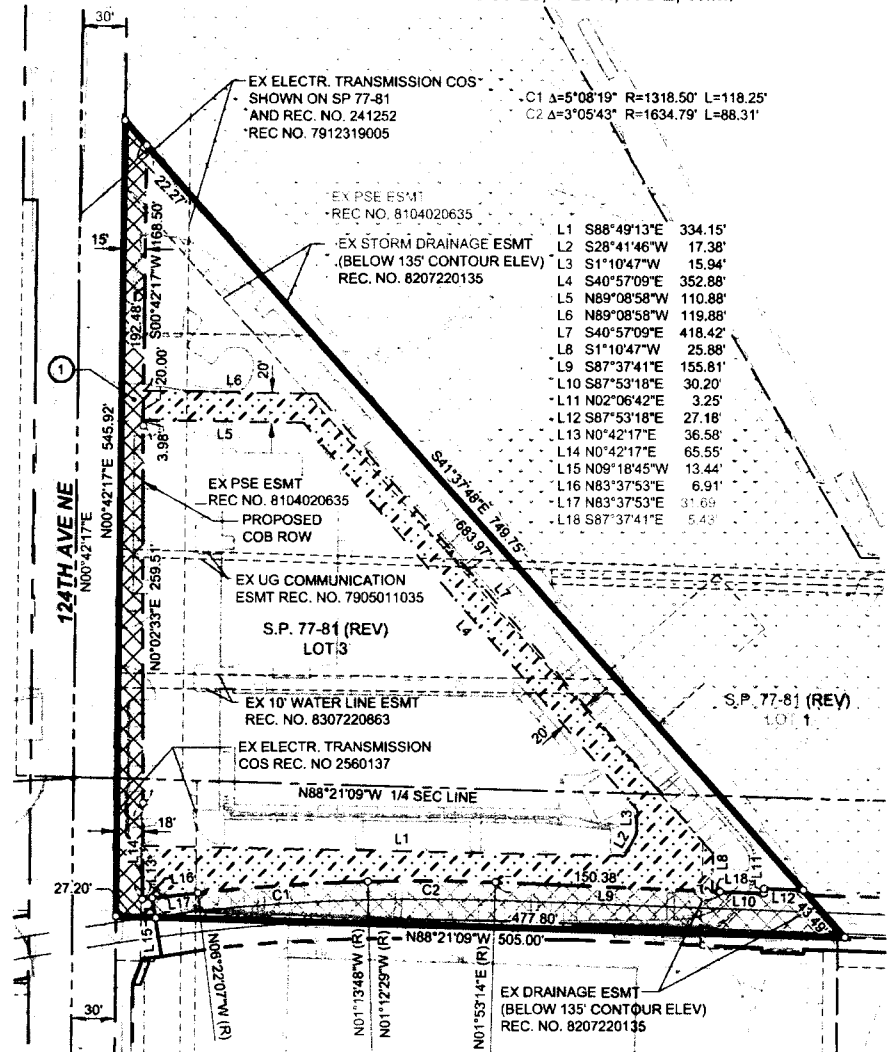 30'
EX ELECTR. TRANSMISSION COS
SHOWN ON SP 77-81
AND REC. NO. 241252
REC NO. 7912319005
C1 Δ=5°08'19" R=1318.50' L=118.25'
C2 Δ=3°05'43" R=1634.79' L=88.31'
22.27'
EX PSE ESMT
REC NO. 8104020635
15'
EX STORM DRAINAGE ESMT
(BELOW 135' CONTOUR ELEV)
REC. NO. 8207220135
L1 S88°49'13"E 334.15'
L2 S28°41'46"W 17.38'
L3 S1°10'47"W 15.94'
L4 S40°57'09"E 352.88'
L5 N89°08'58"W 110.88'
L6 N89°08'58"W 119.88'
L7 S40°57'09"E 418.42'
L8 S1°10'47"W 25.88'
L9 S87°37'41"E 155.81'
L10 S87°53'18"E 30.20'
L11 N02°06'42"E 3.25'
L12 S87°53'18"E 27.18'
L13 N0°42'17"E 36.58'
L14 N0°42'17"E 65.55'
L15 N09°18'45"W 13.44'
L16 N83°37'53"E 6.91'
L17 N83°37'53"E 31.69
L18 S87°37'41"E 5.43'
192.48'
S00°42'17"W 168.50'
1
20.00'
L6
20'
L5
3.98'
124TH AVE NE
N00°42'17"E
N00°42'17"E 545.92'
S41°37'48"E 749.75'
683.97'
EX PSE ESMT
REC NO. 8104020635
PROPOSED
COB ROW
N0°02'33"E 259.51'
EX UG COMMUNICATION
ESMT REC. NO. 7905011035
L7
L4
S.P. 77-81 (REV)
LOT 3
EX 10' WATER LINE ESMT
REC. NO. 8307220863
S.P. 77-81 (REV)
LOT 1
20'
EX ELECTR. TRANSMISSION
COS REC. NO 2560137
N88°21'09"W 1/4 SEC LINE
18'
L1
L2
L3
L14
L13
L8
L11
L16
L18
L12
27.20'
L17
C1
C2
150.38'
L9
L10
43.49'
477.80'
L15
N88°21'09"W 505.00'
N06°22'07"W (R)
N01°13'48"W (R)
N01°12'29"W (R)
N01°53'14"E (R)
30'
EX DRAINAGE ESMT
(BELOW 135' CONTOUR ELEV)
REC. NO. 8207220135